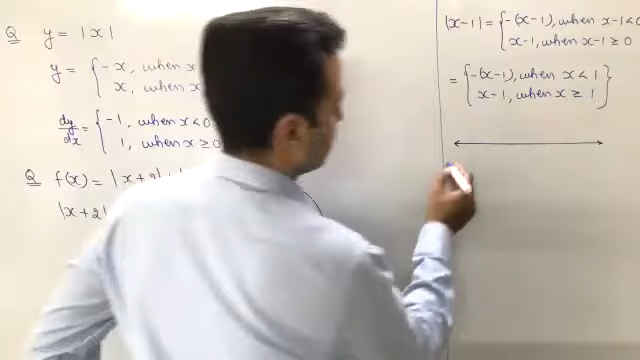 Q y = |x|
y = { -x, when x
x, when x
dy/dx = { -1, when x < 0
1, when x ≥ 0
Q f(x) = |x+2| +
|x+2|
|x-1| = { -(x-1), when x-1 < 0
x-1, when x-1 ≥ 0
= { -(x-1), when x < 1 }
x-1, when x ≥ 1